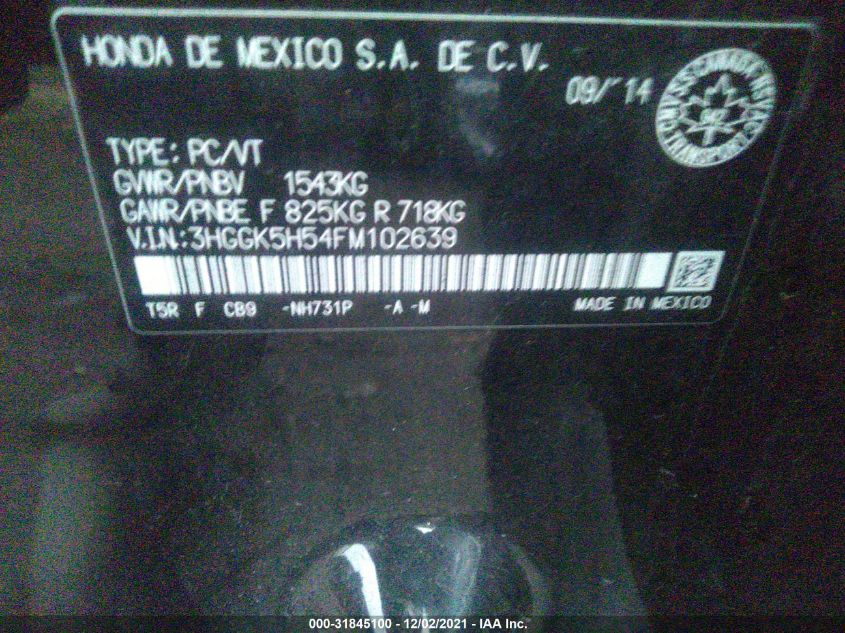 HONDA DE MEXICO S.A. DE C.V.
09/ 14
TYPE: PC/VT
GVWR/PNBV 1543KG
GAWR/PNBE F 825KG R 718KG
V.I.N.:3HGGK5H54FM102639
T5R F CB9 -NH731P -A -M MADE IN MEXICO
000-31845100 - 12/02/2021 - IAA Inc.